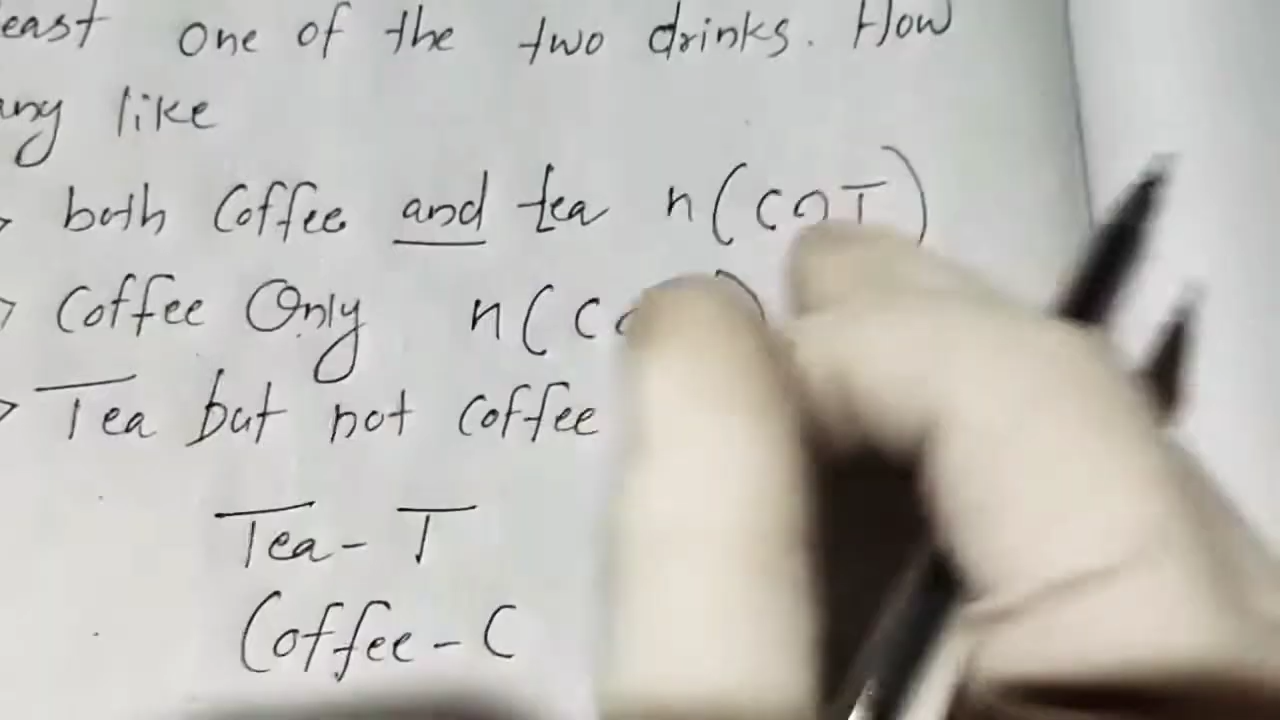 east one of the two drinks. How
any like
both Coffee and tea n(C∩T)
Coffee Only n(C
Tea but not coffee
Tea - T
Coffee - C